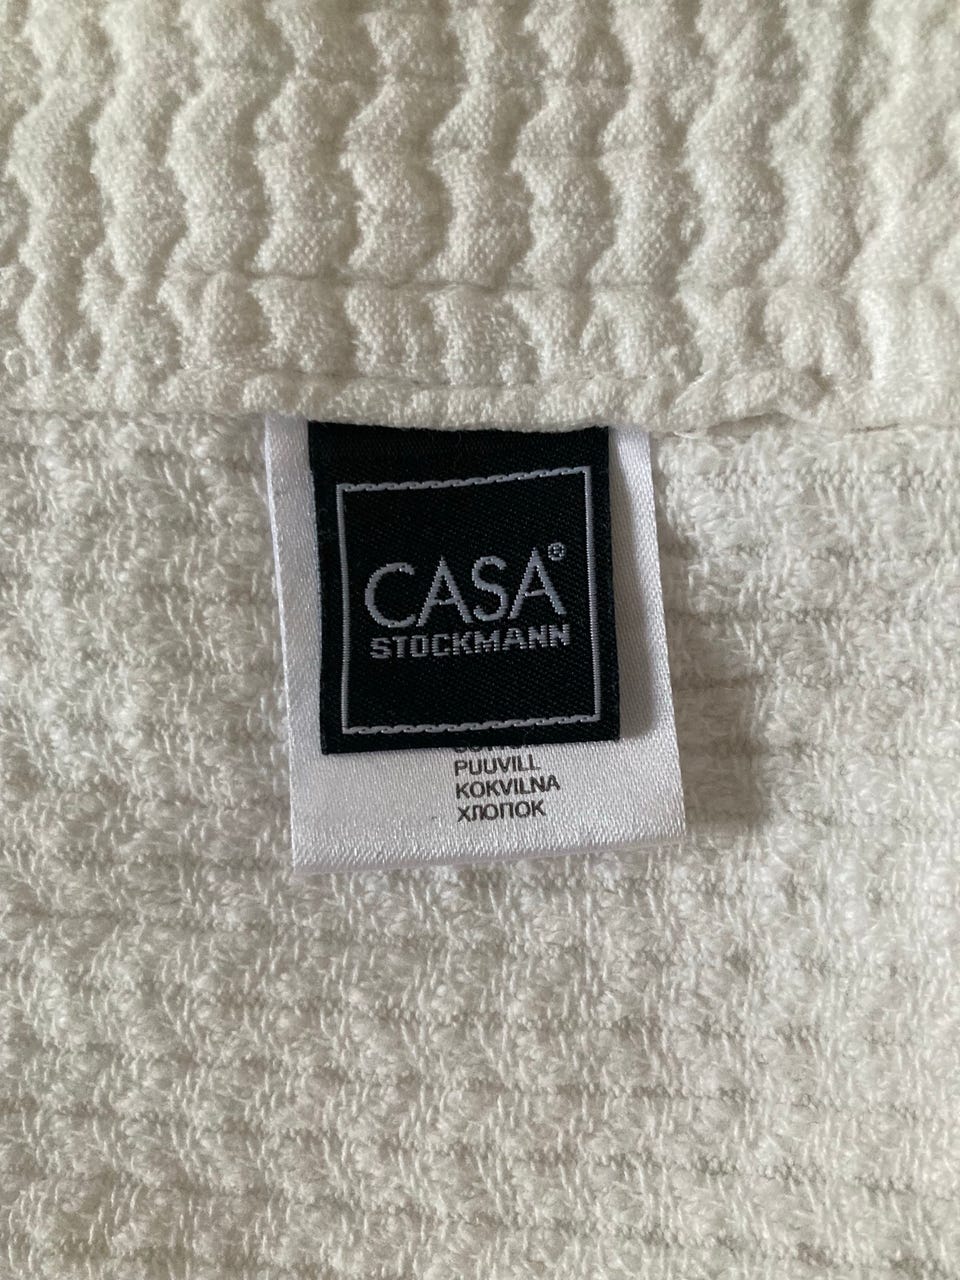 CASA®
STOCKMANN
PUUVILL
KOKVILNA
ХЛОПОК